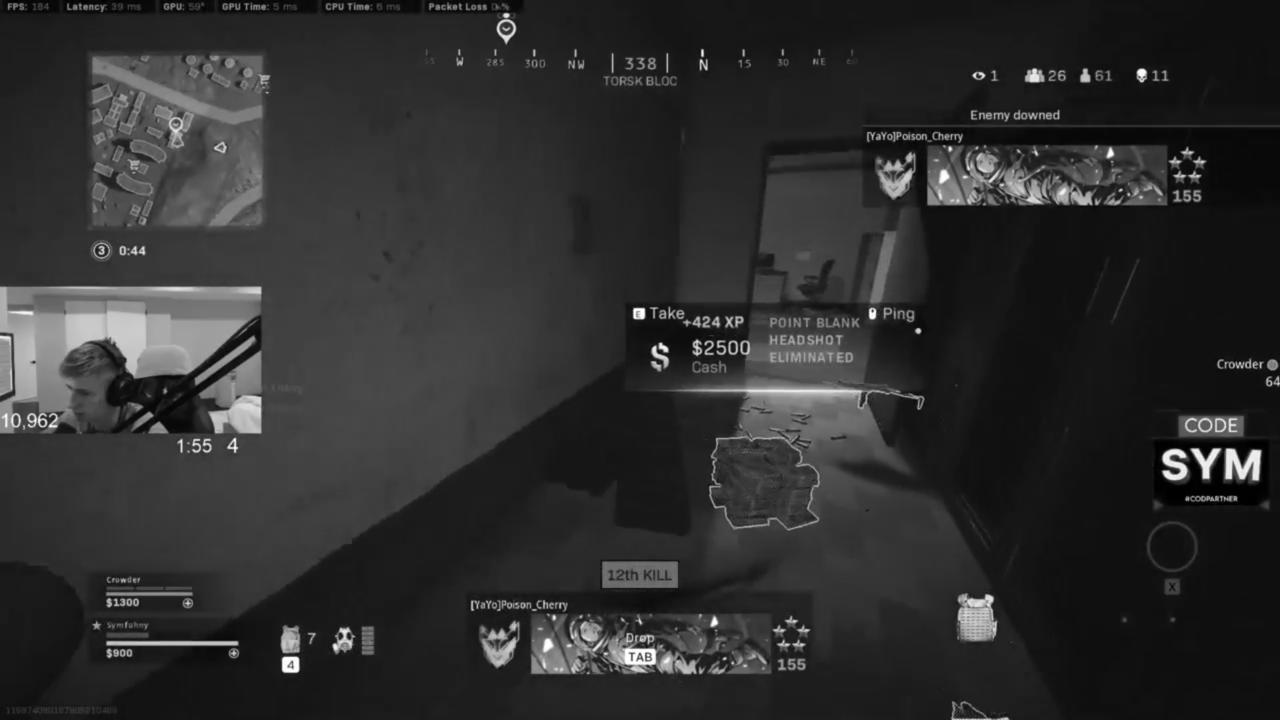 FPS: 184 Latency: 39 ms GPU: 59° GPU Time: 5 ms CPU Time: 6 ms Packet Loss
W 285 300 NW | 338 | N 15 30 NE 60
TORSK BLOC
1 26 61 11
Enemy downed
[YaYo]Poison_Cherry
155
3 0:44
E Take
+424 XP
$2500
Cash
POINT BLANK
HEADSHOT
ELIMINATED
Ping
Crowder
64
10,962
1:55 4
CODE
SYM
#CODPARTNER
X
12th KILL
[YaYo]Poison_Cherry
Drop
TAB
155
Crowder
$1300
Symfuhny
$900
7
4